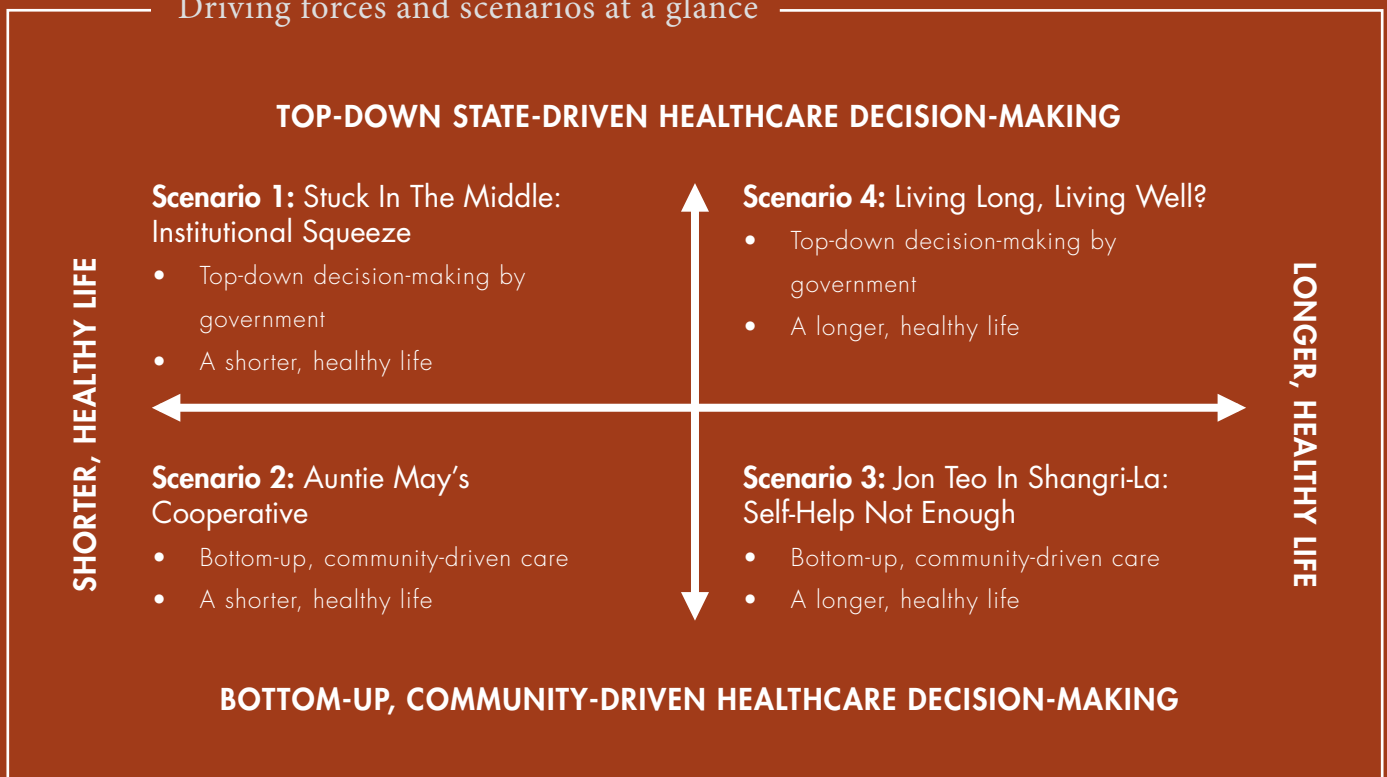 Driving forces and scenarios at a glance
TOP-DOWN STATE-DRIVEN HEALTHCARE DECISION-MAKING
Scenario 1: Stuck In The Middle:
Institutional Squeeze
• Top-down decision-making by
government
• A shorter, healthy life
Scenario 4: Living Long, Living Well?
• Top-down decision-making by
government
• A longer, healthy life
SHORTER, HEALTHY LIFE
LONGER, HEALTHY LIFE
Scenario 2: Auntie May's
Cooperative
• Bottom-up, community-driven care
• A shorter, healthy life
Scenario 3: Jon Teo In Shangri-La:
Self-Help Not Enough
• Bottom-up, community-driven care
• A longer, healthy life
BOTTOM-UP, COMMUNITY-DRIVEN HEALTHCARE DECISION-MAKING